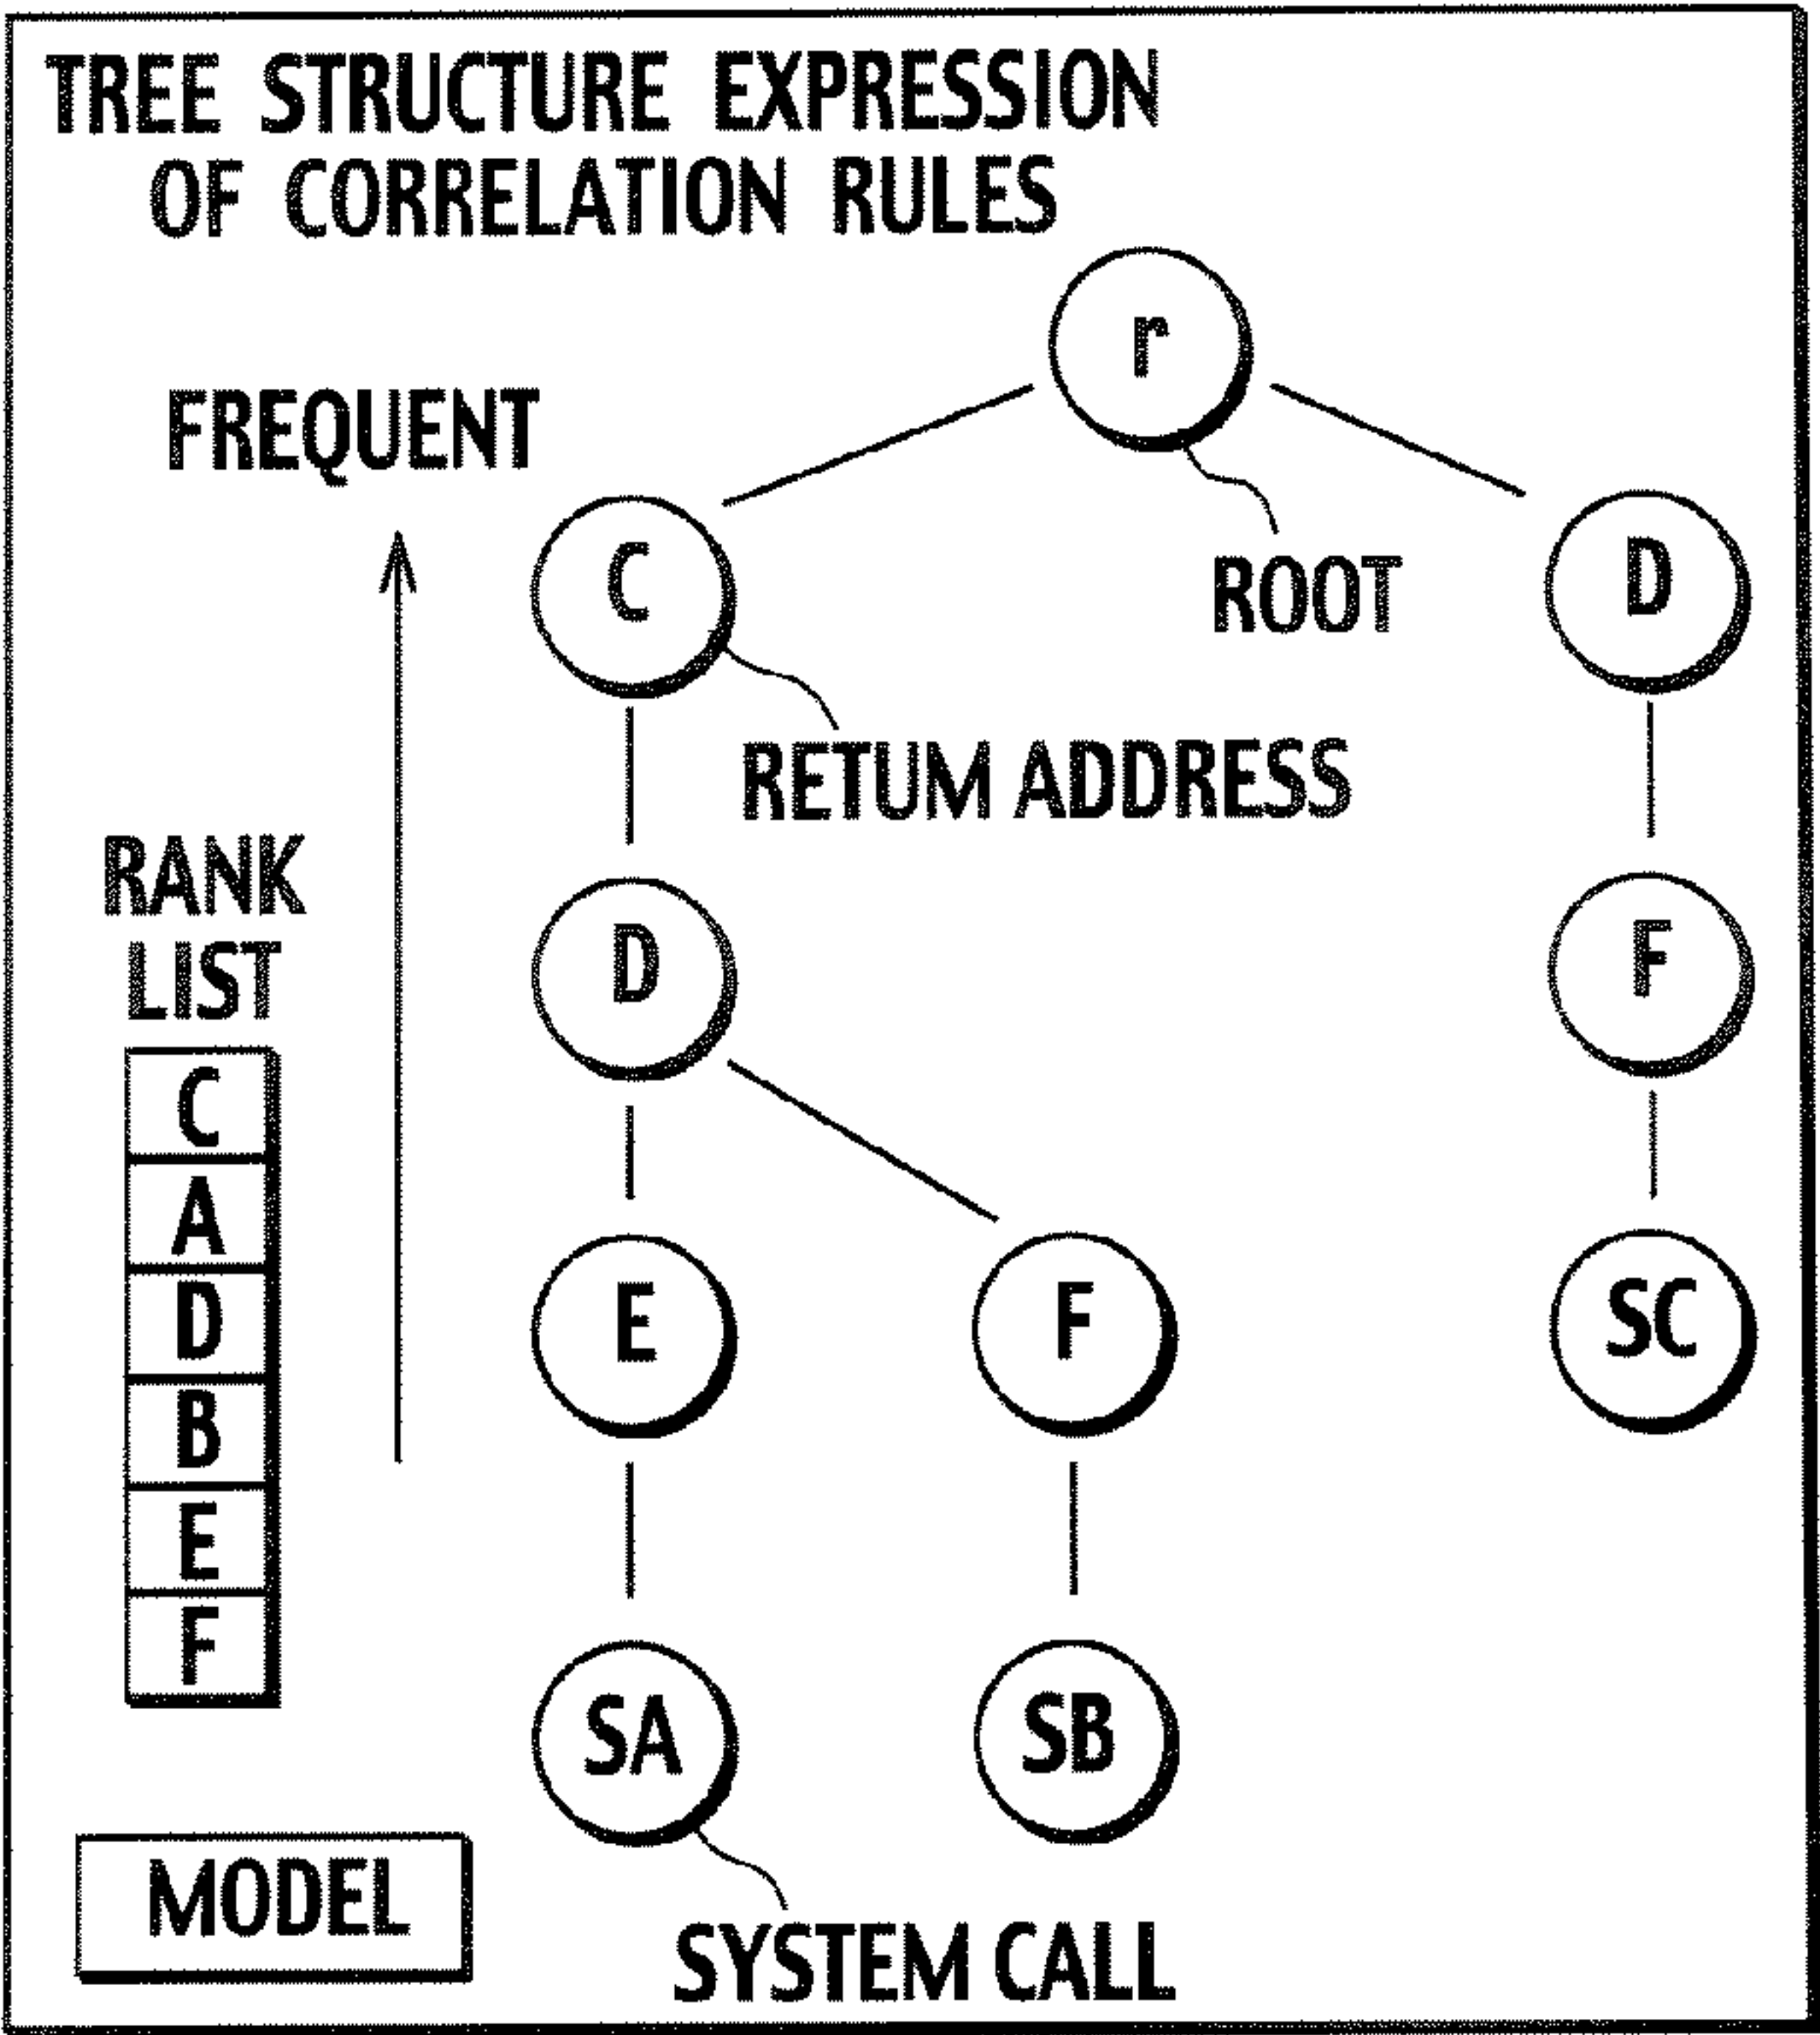 TREE STRUCTURE EXPRESSION
OF CORRELATION RULES
r
FREQUENT
C
ROOT
D
RETUM ADDRESS
RANK
LIST
D
F
C
A
D
B
E
F
E
F
SC
SA
SB
MODEL
SYSTEM CALL